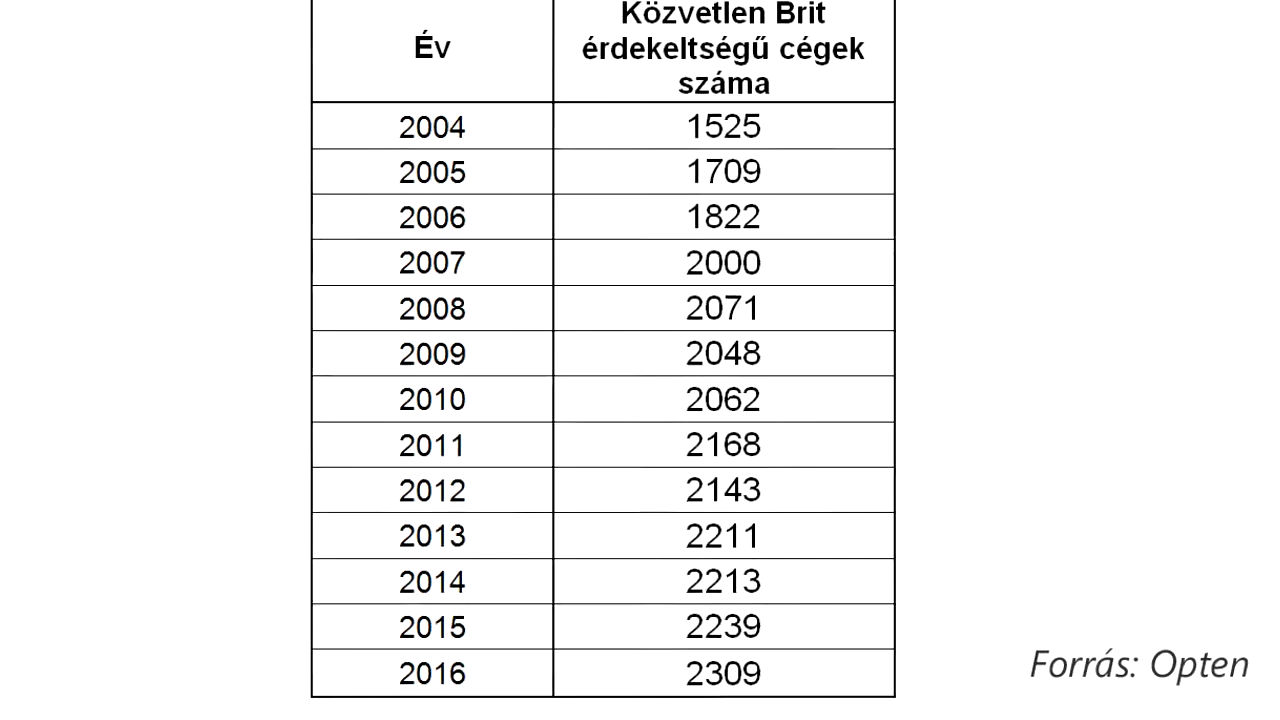 Év
Közvetlen Brit
érdekeltségű cégek
száma
2004 1525
2005 1709
2006 1822
2007 2000
2008 2071
2009 2048
2010 2062
2011 2168
2012 2143
2013 2211
2014 2213
2015 2239
2016 2309
Forrás: Opten